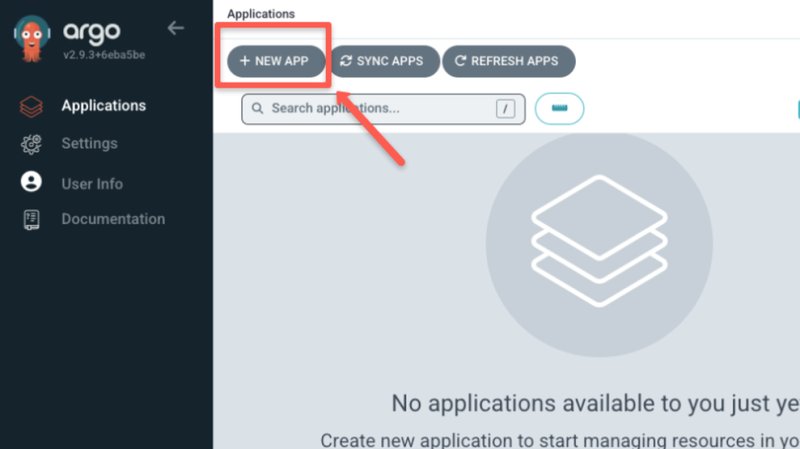 argo
v2.9.3+6eba5be
Applications
Settings
User Info
Documentation
Applications
+ NEW APP
SYNC APPS
REFRESH APPS
Search applications...
/
No applications available to you just ye
Create new application to start managing resources in yo